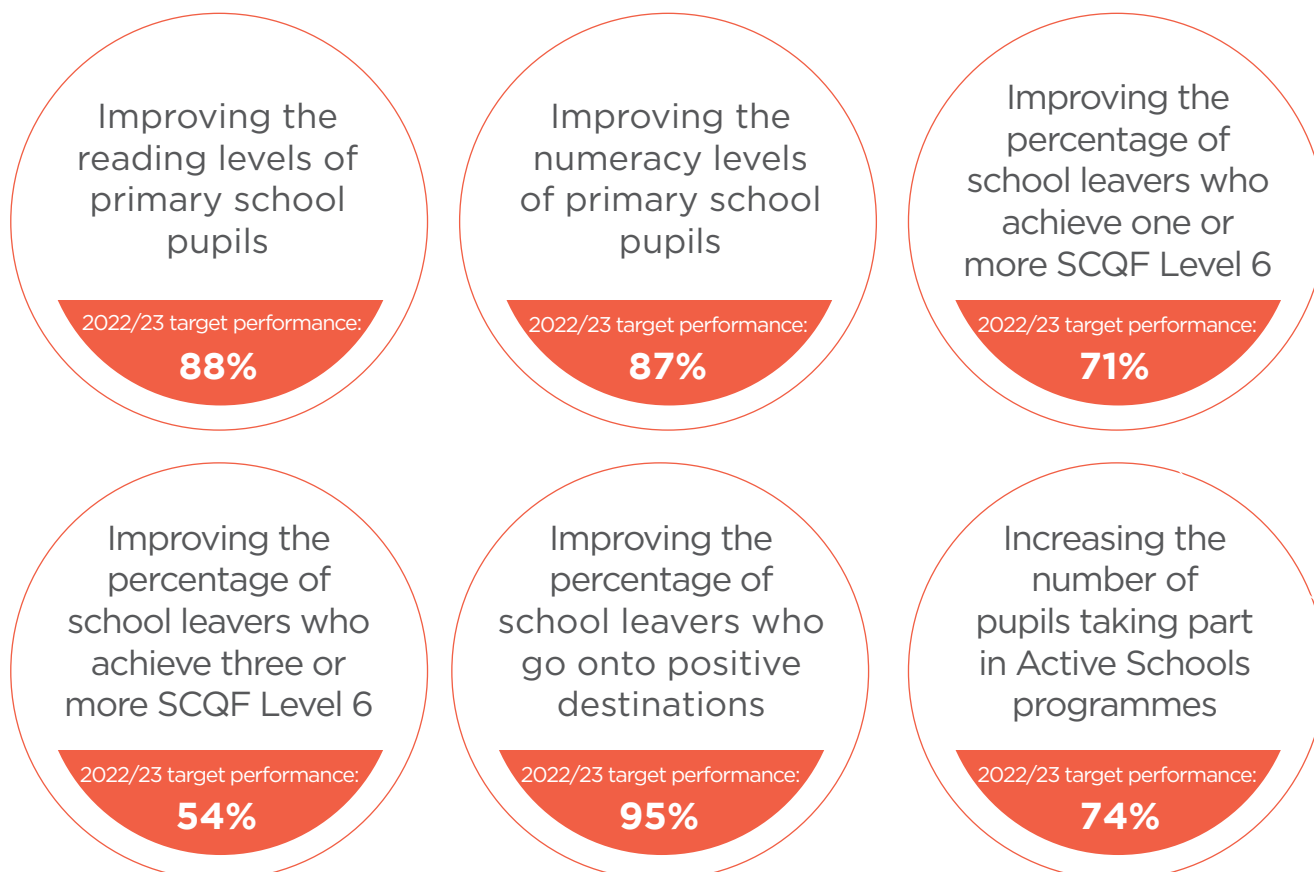 Improving the
reading levels of
primary school
pupils
2022/23 target performance:
88%
Improving the
numeracy levels
of primary school
pupils
2022/23 target performance:
87%
Improving the
percentage of
school leavers who
achieve one or
more SCQF Level 6
2022/23 target performance:
71%
Improving the
percentage of
school leavers who
achieve three or
more SCQF Level 6
2022/23 target performance:
54%
Improving the
percentage of
school leavers who
go onto positive
destinations
2022/23 target performance:
95%
Increasing the
number of
pupils taking part
in Active Schools
programmes
2022/23 target performance:
74%